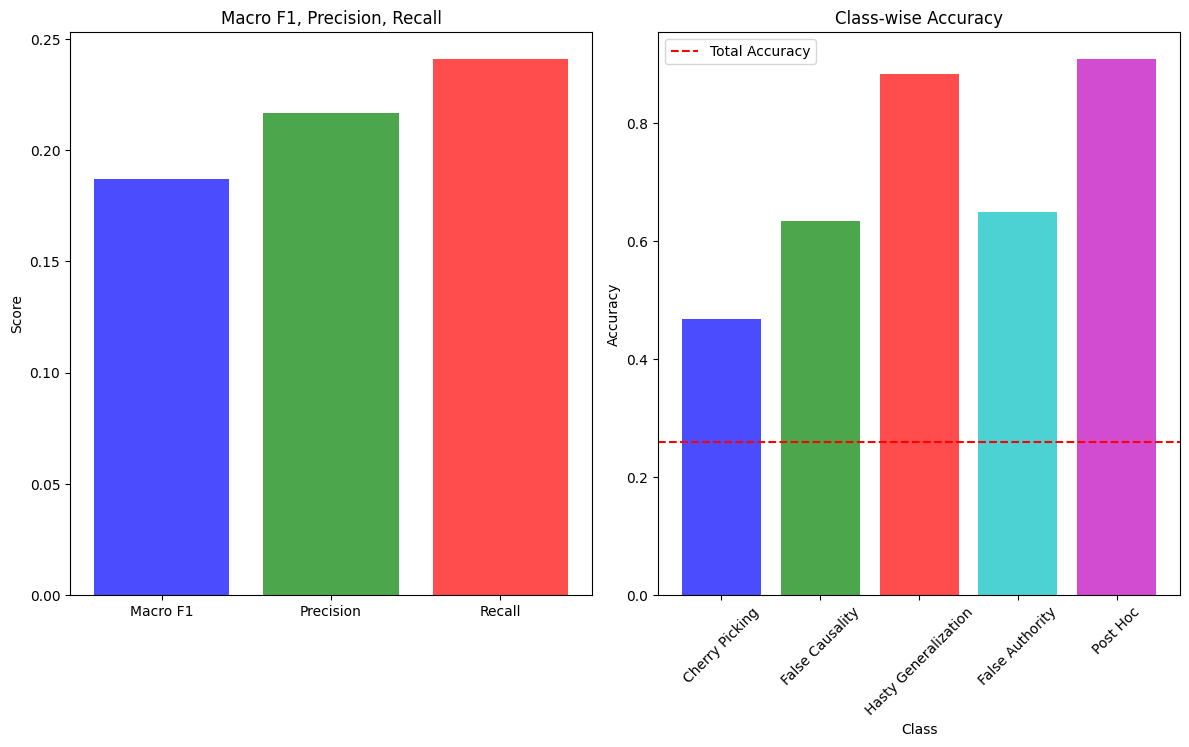 Macro F1, Precision, Recall
0.25
0.20
0.15
0.10
0.05
0.00
Score
Macro F1
Precision
Recall
Class-wise Accuracy
Total Accuracy
0.8
0.6
0.4
0.2
0.0
Accuracy
Cherry Picking
False Causality
Hasty Generalization
False Authority
Post Hoc
Class